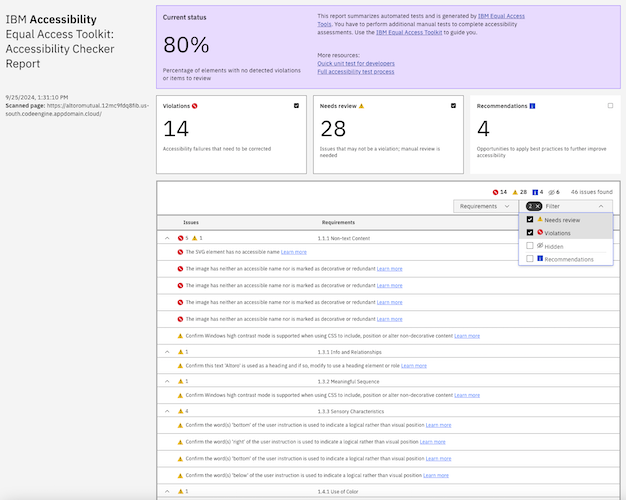 IBM Accessibility
Equal Access Toolkit:
Accessibility Checker
Report
9/25/2024, 1:31:10 PM
Scanned page: https://altoromutual.12mc9fdq8fib.us-
south.codeengine.appdomain.cloud/
Current status
80%
Percentage of elements with no detected violations
or items to review
This report summarizes automated tests and is generated by IBM Equal Access
Tools. You have to perform additional manual tests to complete accessibility
assessments. Use the IBM Equal Access Toolkit to guide you.
More resources:
Quick unit test for developers
Full accessibility test process
Violations
14
Accessibility failures that need to be corrected
Needs review
28
Issues that may not be a violation; manual review is
needed
Recommendations
4
Opportunities to apply best practices to further improve
accessibility
14 28 4 6 46 issues found
Requirements
2 × Filter
Needs review
Violations
Hidden
Recommendations
Issues Requirements
5 1 1.1.1 Non-text Content
The SVG element has no accessible name Learn more
The image has neither an accessible name nor is marked as decorative or redundant Learn more
The image has neither an accessible name nor is marked as decorative or redundant Learn more
The image has neither an accessible name nor is marked as decorative or redundant Learn more
The image has neither an accessible name nor is marked as decorative or redundant Learn more
Confirm Windows high contrast mode is supported when using CSS to include, position or alter non-decorative content Learn more
1 1.3.1 Info and Relationships
Confirm this text 'Altoro' is used as a heading and if so, modify to use a heading element or role Learn more
1 1.3.2 Meaningful Sequence
Confirm Windows high contrast mode is supported when using CSS to include, position or alter non-decorative content Learn more
4 1.3.3 Sensory Characteristics
Confirm the word(s) 'bottom' of the user instruction is used to indicate a logical rather than visual position Learn more
Confirm the word(s) 'right' of the user instruction is used to indicate a logical rather than visual position Learn more
Confirm the word(s) 'bottom' of the user instruction is used to indicate a logical rather than visual position Learn more
Confirm the word(s) 'below' of the user instruction is used to indicate a logical rather than visual position Learn more
1 1.4.1 Use of Color